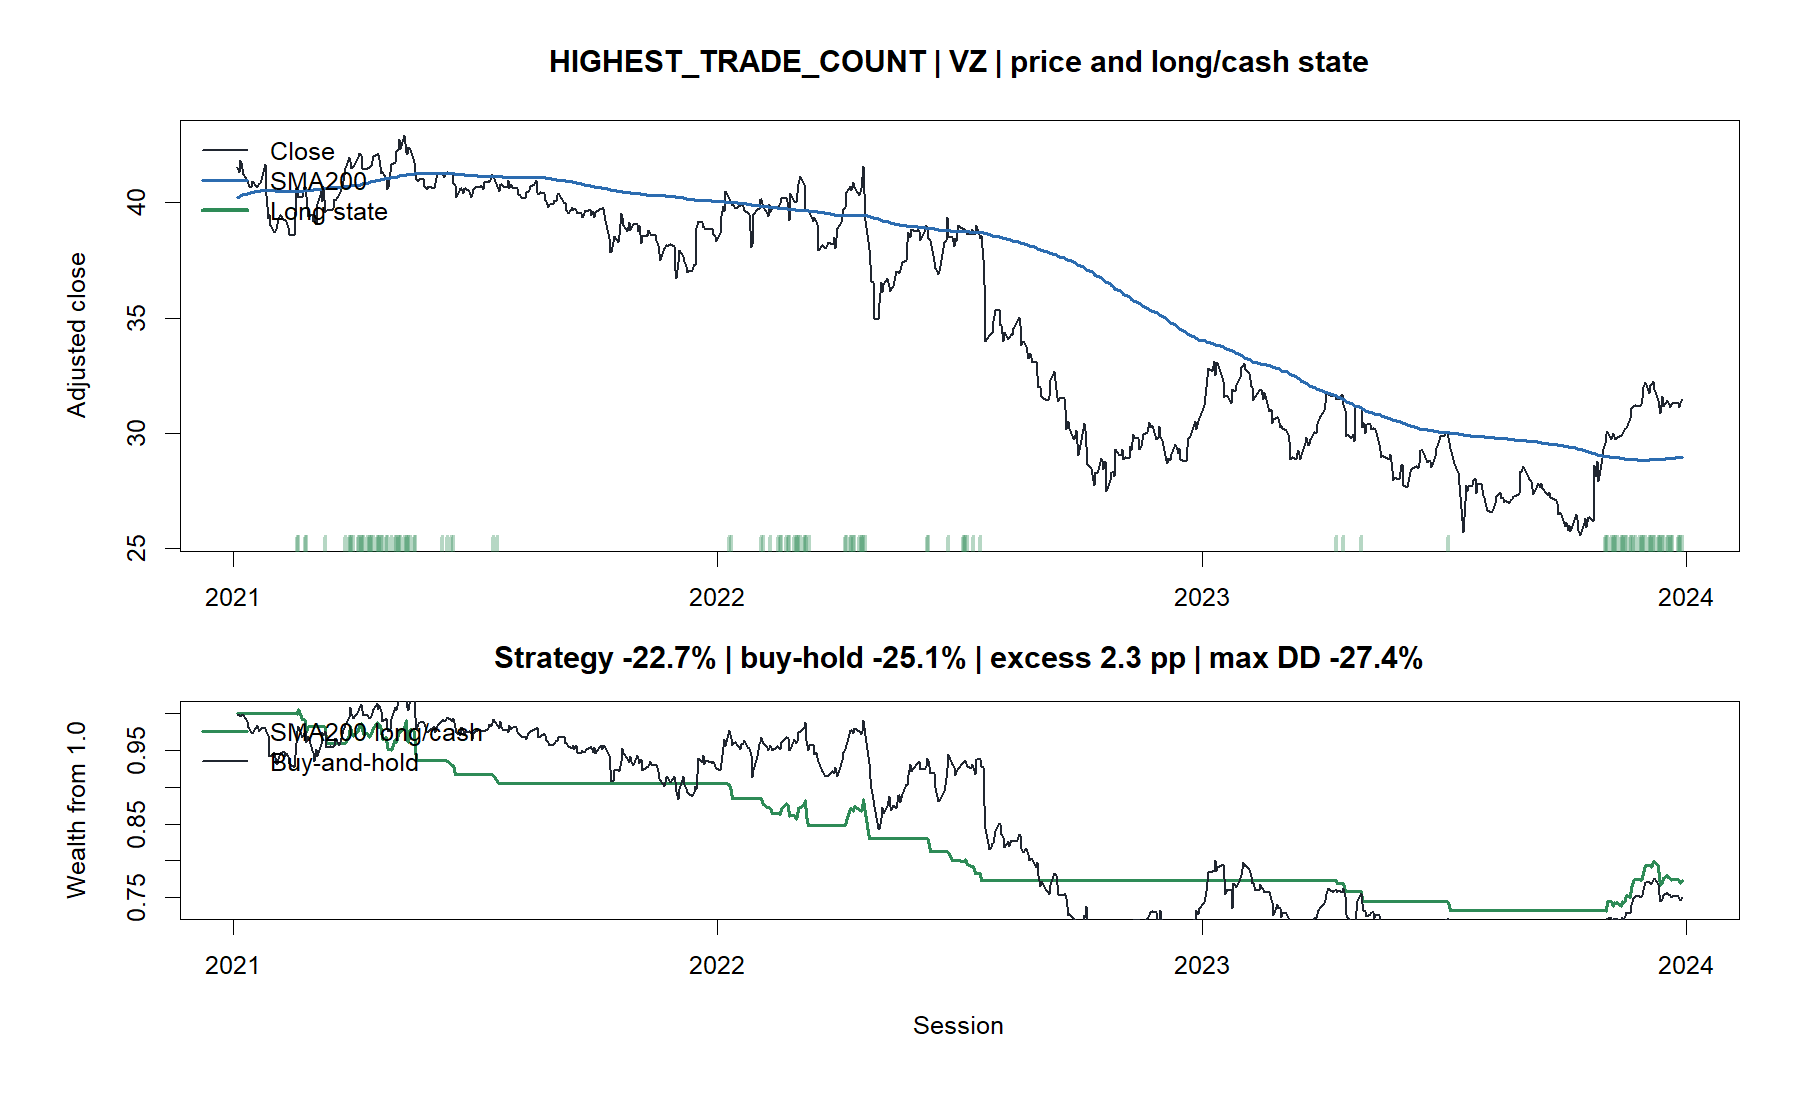 HIGHEST_TRADE_COUNT | VZ | price and long/cash state
Close
SMA200
Long state
Adjusted close
40
35
30
25
2021
2022
2023
2024
Strategy -22.7% | buy-hold -25.1% | excess 2.3 pp | max DD -27.4%
SMA200 long/cash
Buy-and-hold
Wealth from 1.0
0.95
0.85
0.75
2021
2022
2023
2024
Session